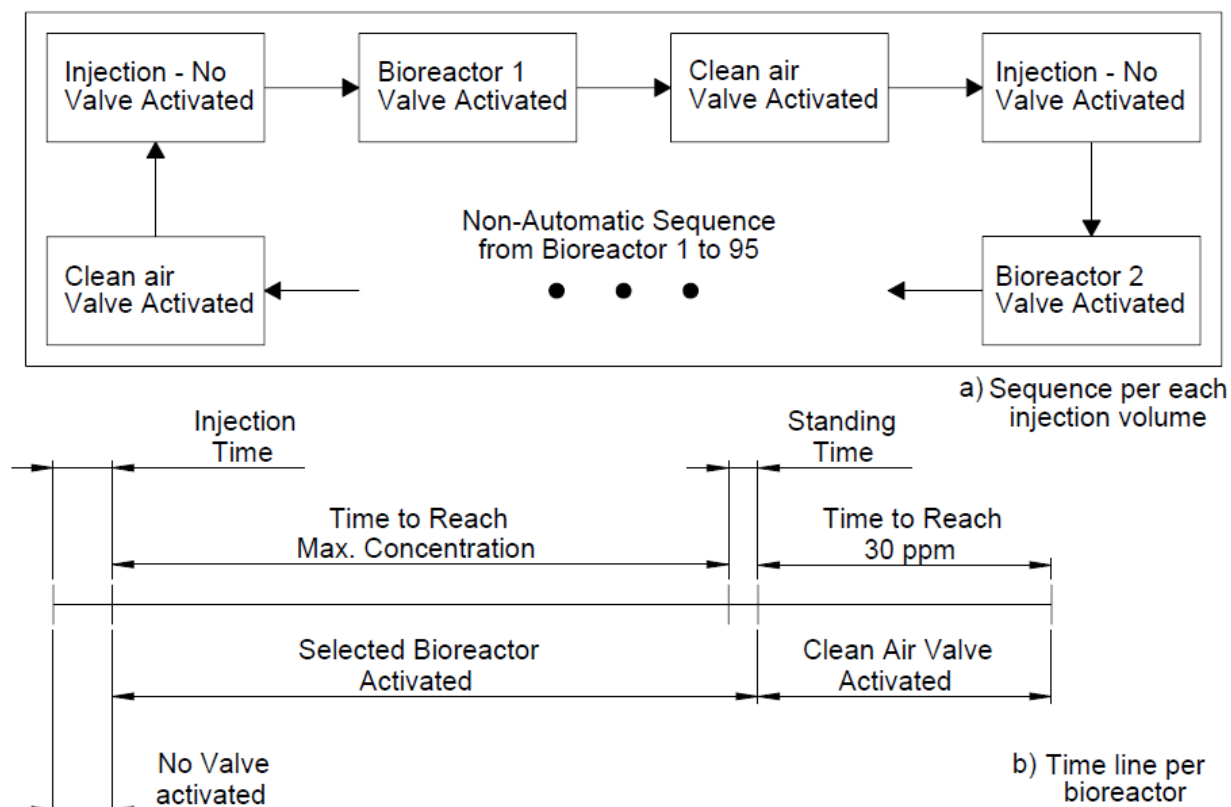 Injection - No
Valve Activated
Bioreactor 1
Valve Activated
Clean air
Valve Activated
Injection - No
Valve Activated
Non-Automatic Sequence
from Bioreactor 1 to 95
Clean air
Valve Activated
Bioreactor 2
Valve Activated
a) Sequence per each
injection volume
Injection
Time
Standing
Time
Time to Reach
Max. Concentration
Time to Reach
30 ppm
Selected Bioreactor
Activated
Clean Air Valve
Activated
No Valve
activated
b) Time line per
bioreactor